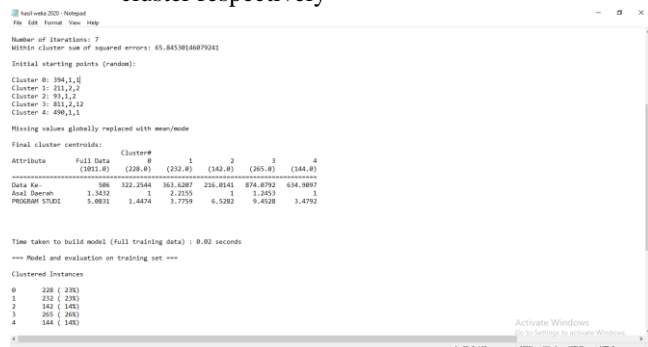 cluster respectively
hasil weka 2020 - Notepad
File Edit Format View Help
Number of iterations: 7
Within cluster sum of squared errors: 65.84530146079241
Initial starting points (random):
Cluster 0: 394,1,1
Cluster 1: 211,2,2
Cluster 2: 93,1,2
Cluster 3: 811,2,12
Cluster 4: 490,1,1
Missing values globally replaced with mean/mode
Final cluster centroids:
Cluster#
Attribute Full Data 0 1 2 3 4
(1011.0) (228.0) (232.0) (142.0) (265.0) (144.0)
Data Ke- 506 322.2544 363.6207 216.0141 874.0792 634.9097
Asal Daerah 1.3432 1 2.2155 1 1.2453 1
PROGRAM STUDI 5.0831 1.4474 3.7759 6.5282 9.4528 3.4792
Time taken to build model (full training data) : 0.02 seconds
=== Model and evaluation on training set ===
Clustered Instances
0 228 ( 23%)
1 232 ( 23%)
2 142 ( 14%)
3 265 ( 26%)
4 144 ( 14%)
Activate Windows
Go to Settings to activate Windows.